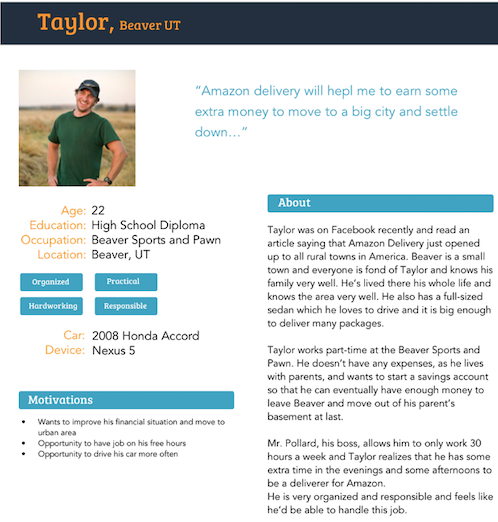 Taylor, Beaver UT
“Amazon delivery will hepl me to earn some
extra money to move to a big city and settle
down…“
Age: 22
Education: High School Diploma
Occupation: Beaver Sports and Pawn
Location: Beaver, UT
Organized Practical
Hardworking Responsible
Car: 2008 Honda Accord
Device: Nexus 5
Motivations
• Wants to improve his financial situation and move to
urban area
• Opportunity to have job on his free hours
• Opportunity to drive his car more often
About
Taylor was on Facebook recently and read an
article saying that Amazon Delivery just opened
up to all rural towns in America. Beaver is a small
town and everyone is fond of Taylor and knows his
family very well. He’s lived there his whole life and
knows the area very well. He also has a full-sized
sedan which he loves to drive and it is big enough
to deliver many packages.
Taylor works part-time at the Beaver Sports and
Pawn. He doesn’t have any expenses, as he lives
with parents, and wants to start a savings account
so that he can eventually have enough money to
leave Beaver and move out of his parent’s
basement at last.
Mr. Pollard, his boss, allows him to only work 30
hours a week and Taylor realizes that he has some
extra time in the evenings and some afternoons to
be a deliverer for Amazon.
He is very organized and responsible and feels like
he’d be able to handle this job.